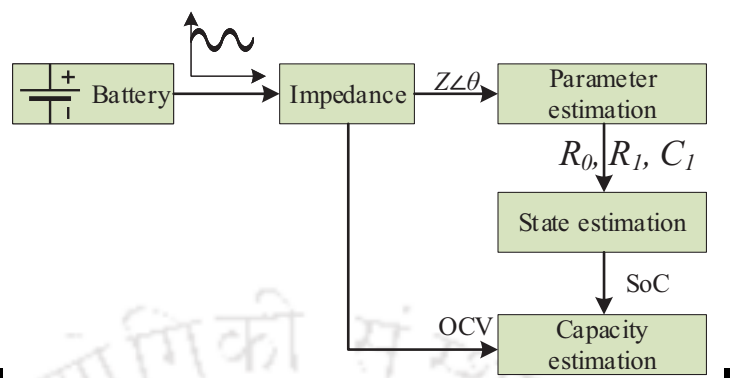 Battery
Impedance
Z∠θ
Parameter
estimation
R₀, R₁, C₁
State estimation
SoC
OCV
Capacity
estimation